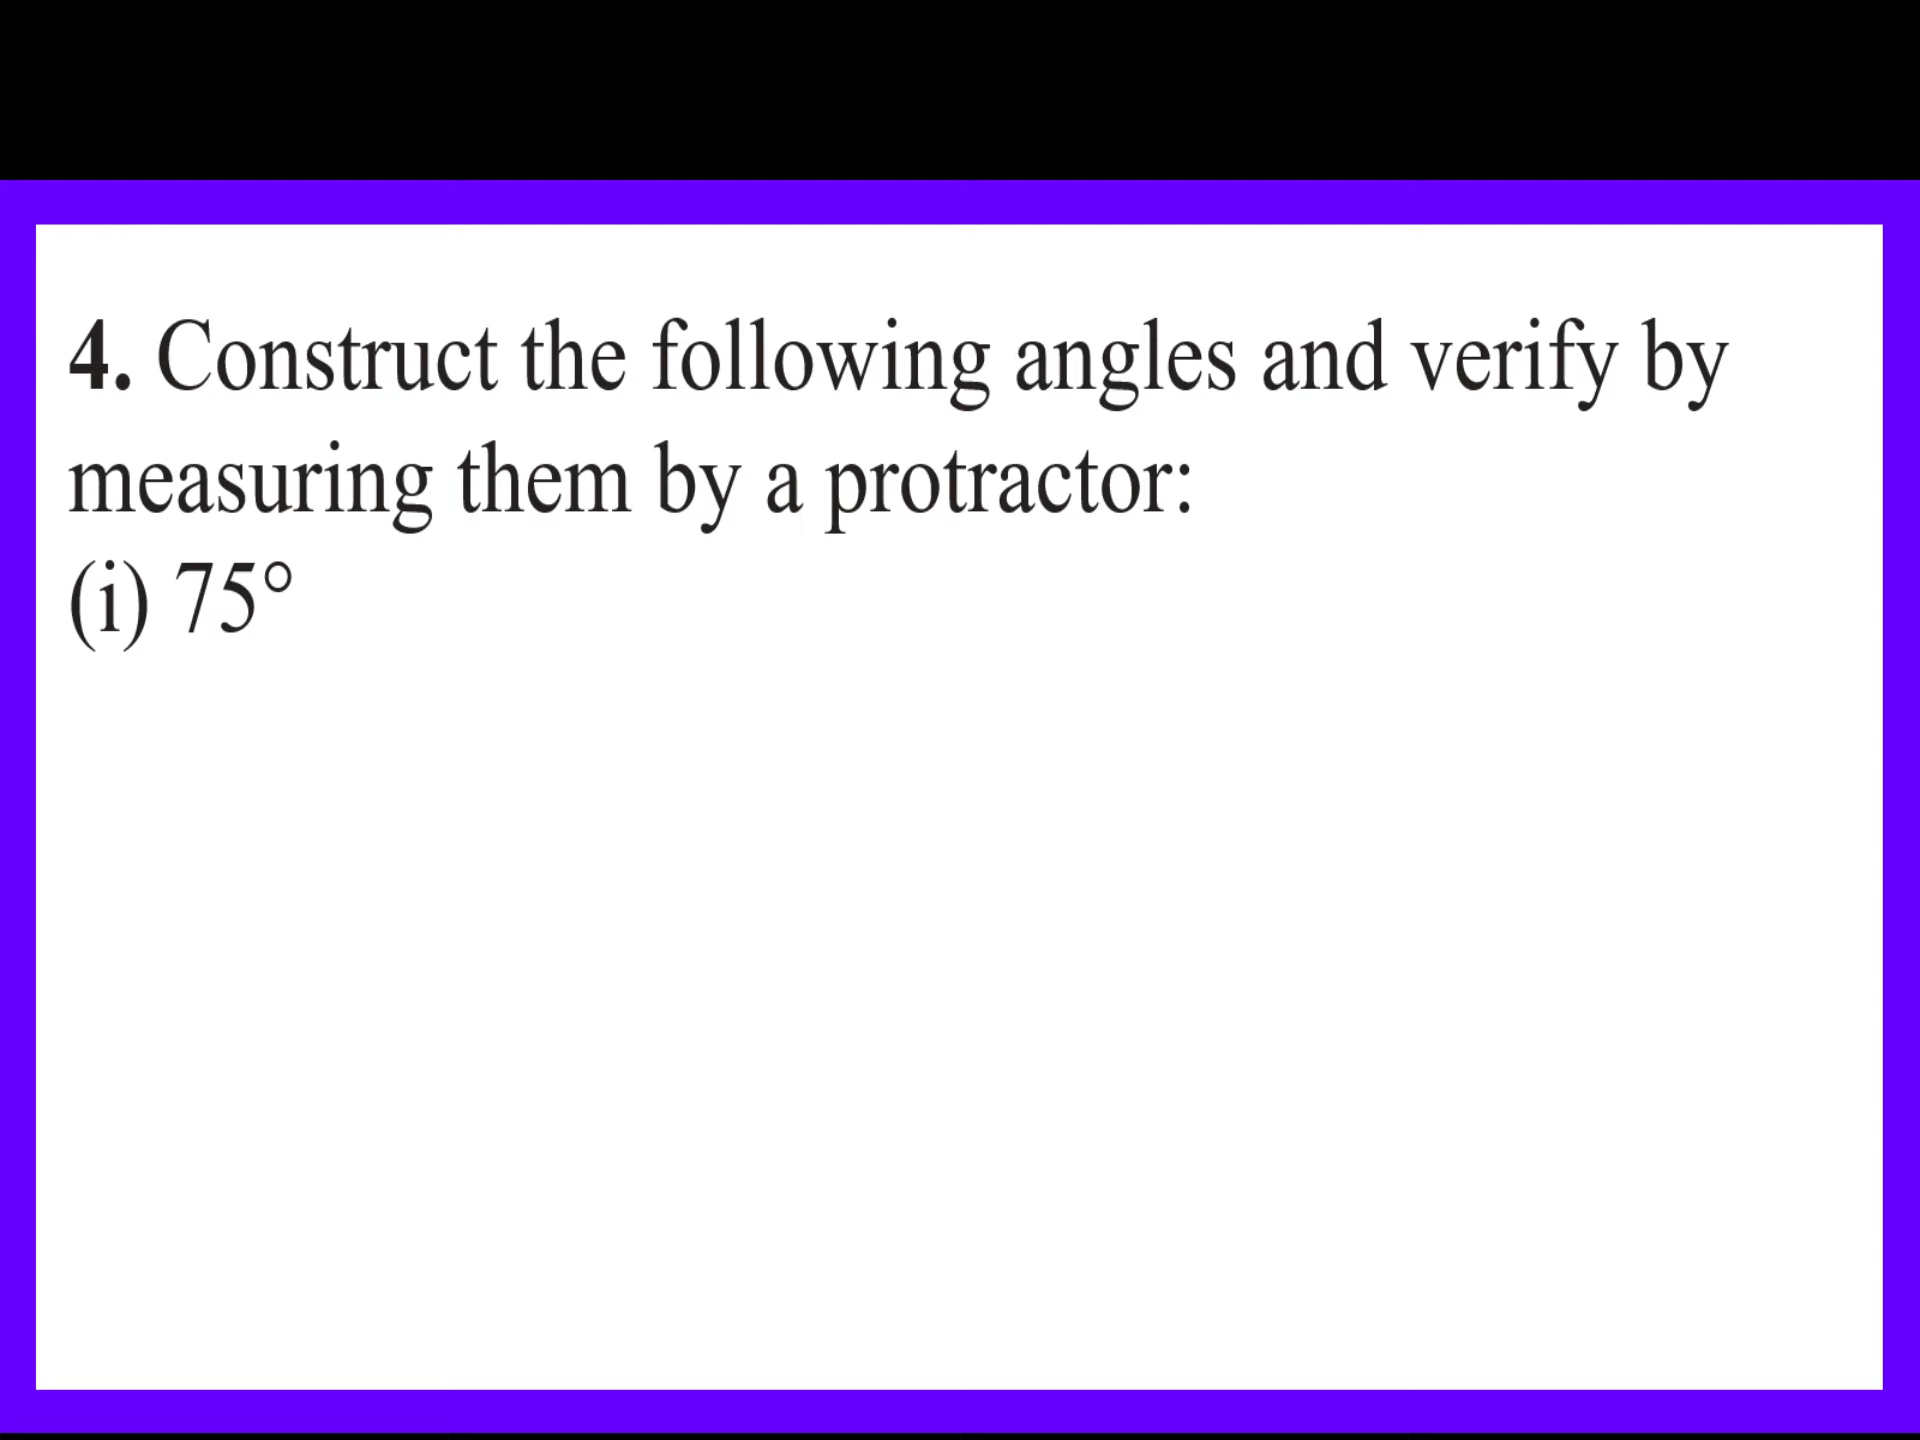 4. Construct the following angles and verify by
measuring them by a protractor:
(i) 75°